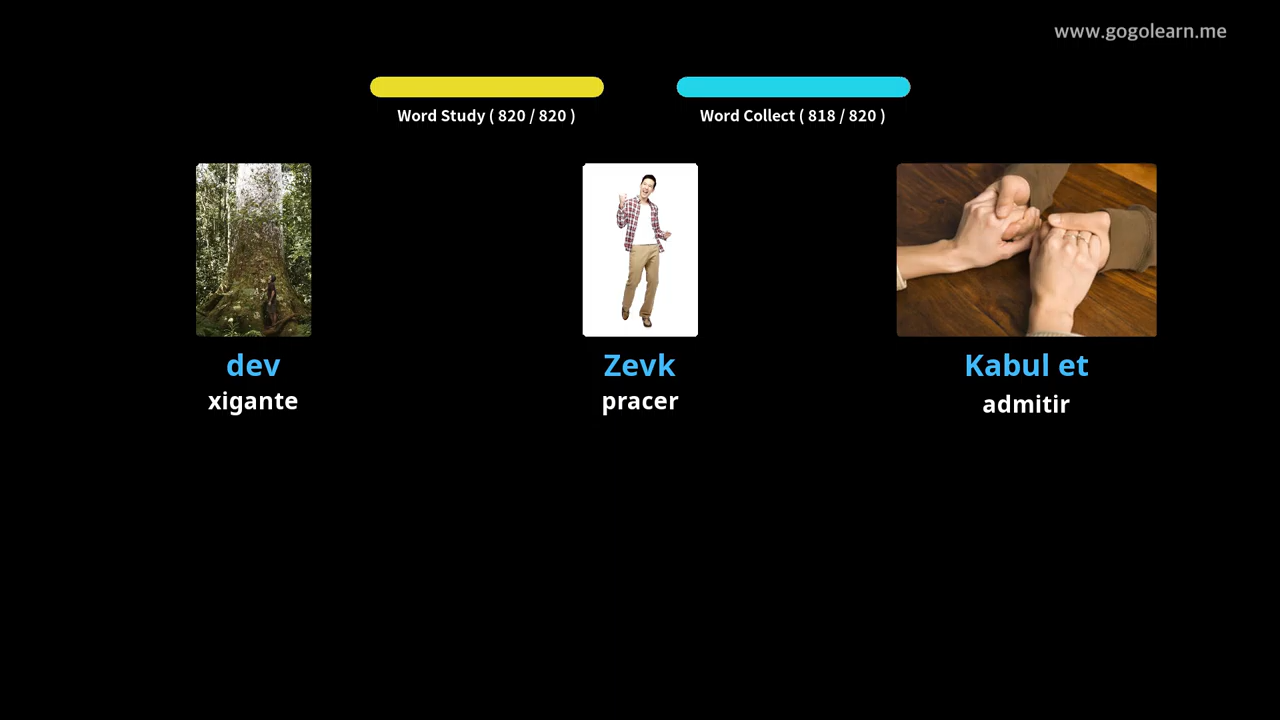 www.gogolearn.me
Word Study ( 820 / 820 )
Word Collect ( 818 / 820 )
dev
xigante
Zevk
pracer
Kabul et
admitir